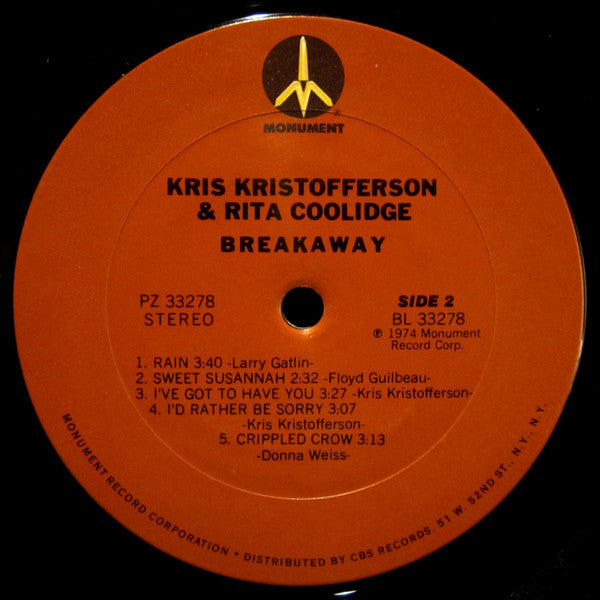 MONUMENT
KRIS KRISTOFFERSON
& RITA COOLIDGE
BREAKAWAY
PZ 33278
STEREO
SIDE 2
BL 33278
℗ 1974 Monument
Record Corp.
1. RAIN 3:40 -Larry Gatlin-
2. SWEET SUSANNAH 2:32 -Floyd Guilbeau-
3. I'VE GOT TO HAVE YOU 3:27 -Kris Kristofferson-
4. I'D RATHER BE SORRY 3:07
-Kris Kristofferson-
5. CRIPPLED CROW 3:13
-Donna Weiss-
MONUMENT RECORD CORPORATION • DISTRIBUTED BY CBS RECORDS, 51 W. 52ND ST., N.Y., N.Y.